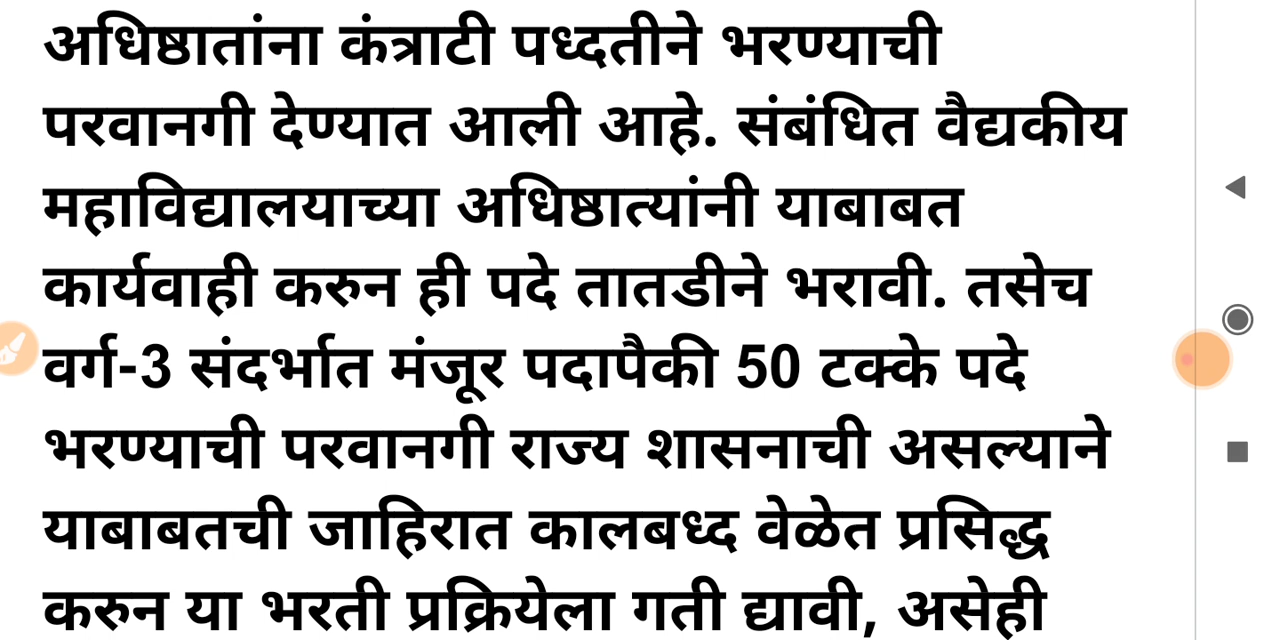 अधिष्ठातांना कंत्राटी पध्दतीने भरण्याची
परवानगी देण्यात आली आहे. संबंधित वैद्यकीय
महाविद्यालयाच्या अधिष्ठात्यांनी याबाबत
कार्यवाही करुन ही पदे तातडीने भरावी. तसेच
वर्ग-3 संदर्भात मंजूर पदापैकी 50 टक्के पदे
भरण्याची परवानगी राज्य शासनाची असल्याने
याबाबतची जाहिरात कालबध्द वेळेत प्रसिद्ध
करुन या भरती प्रक्रियेला गती द्यावी, असेही